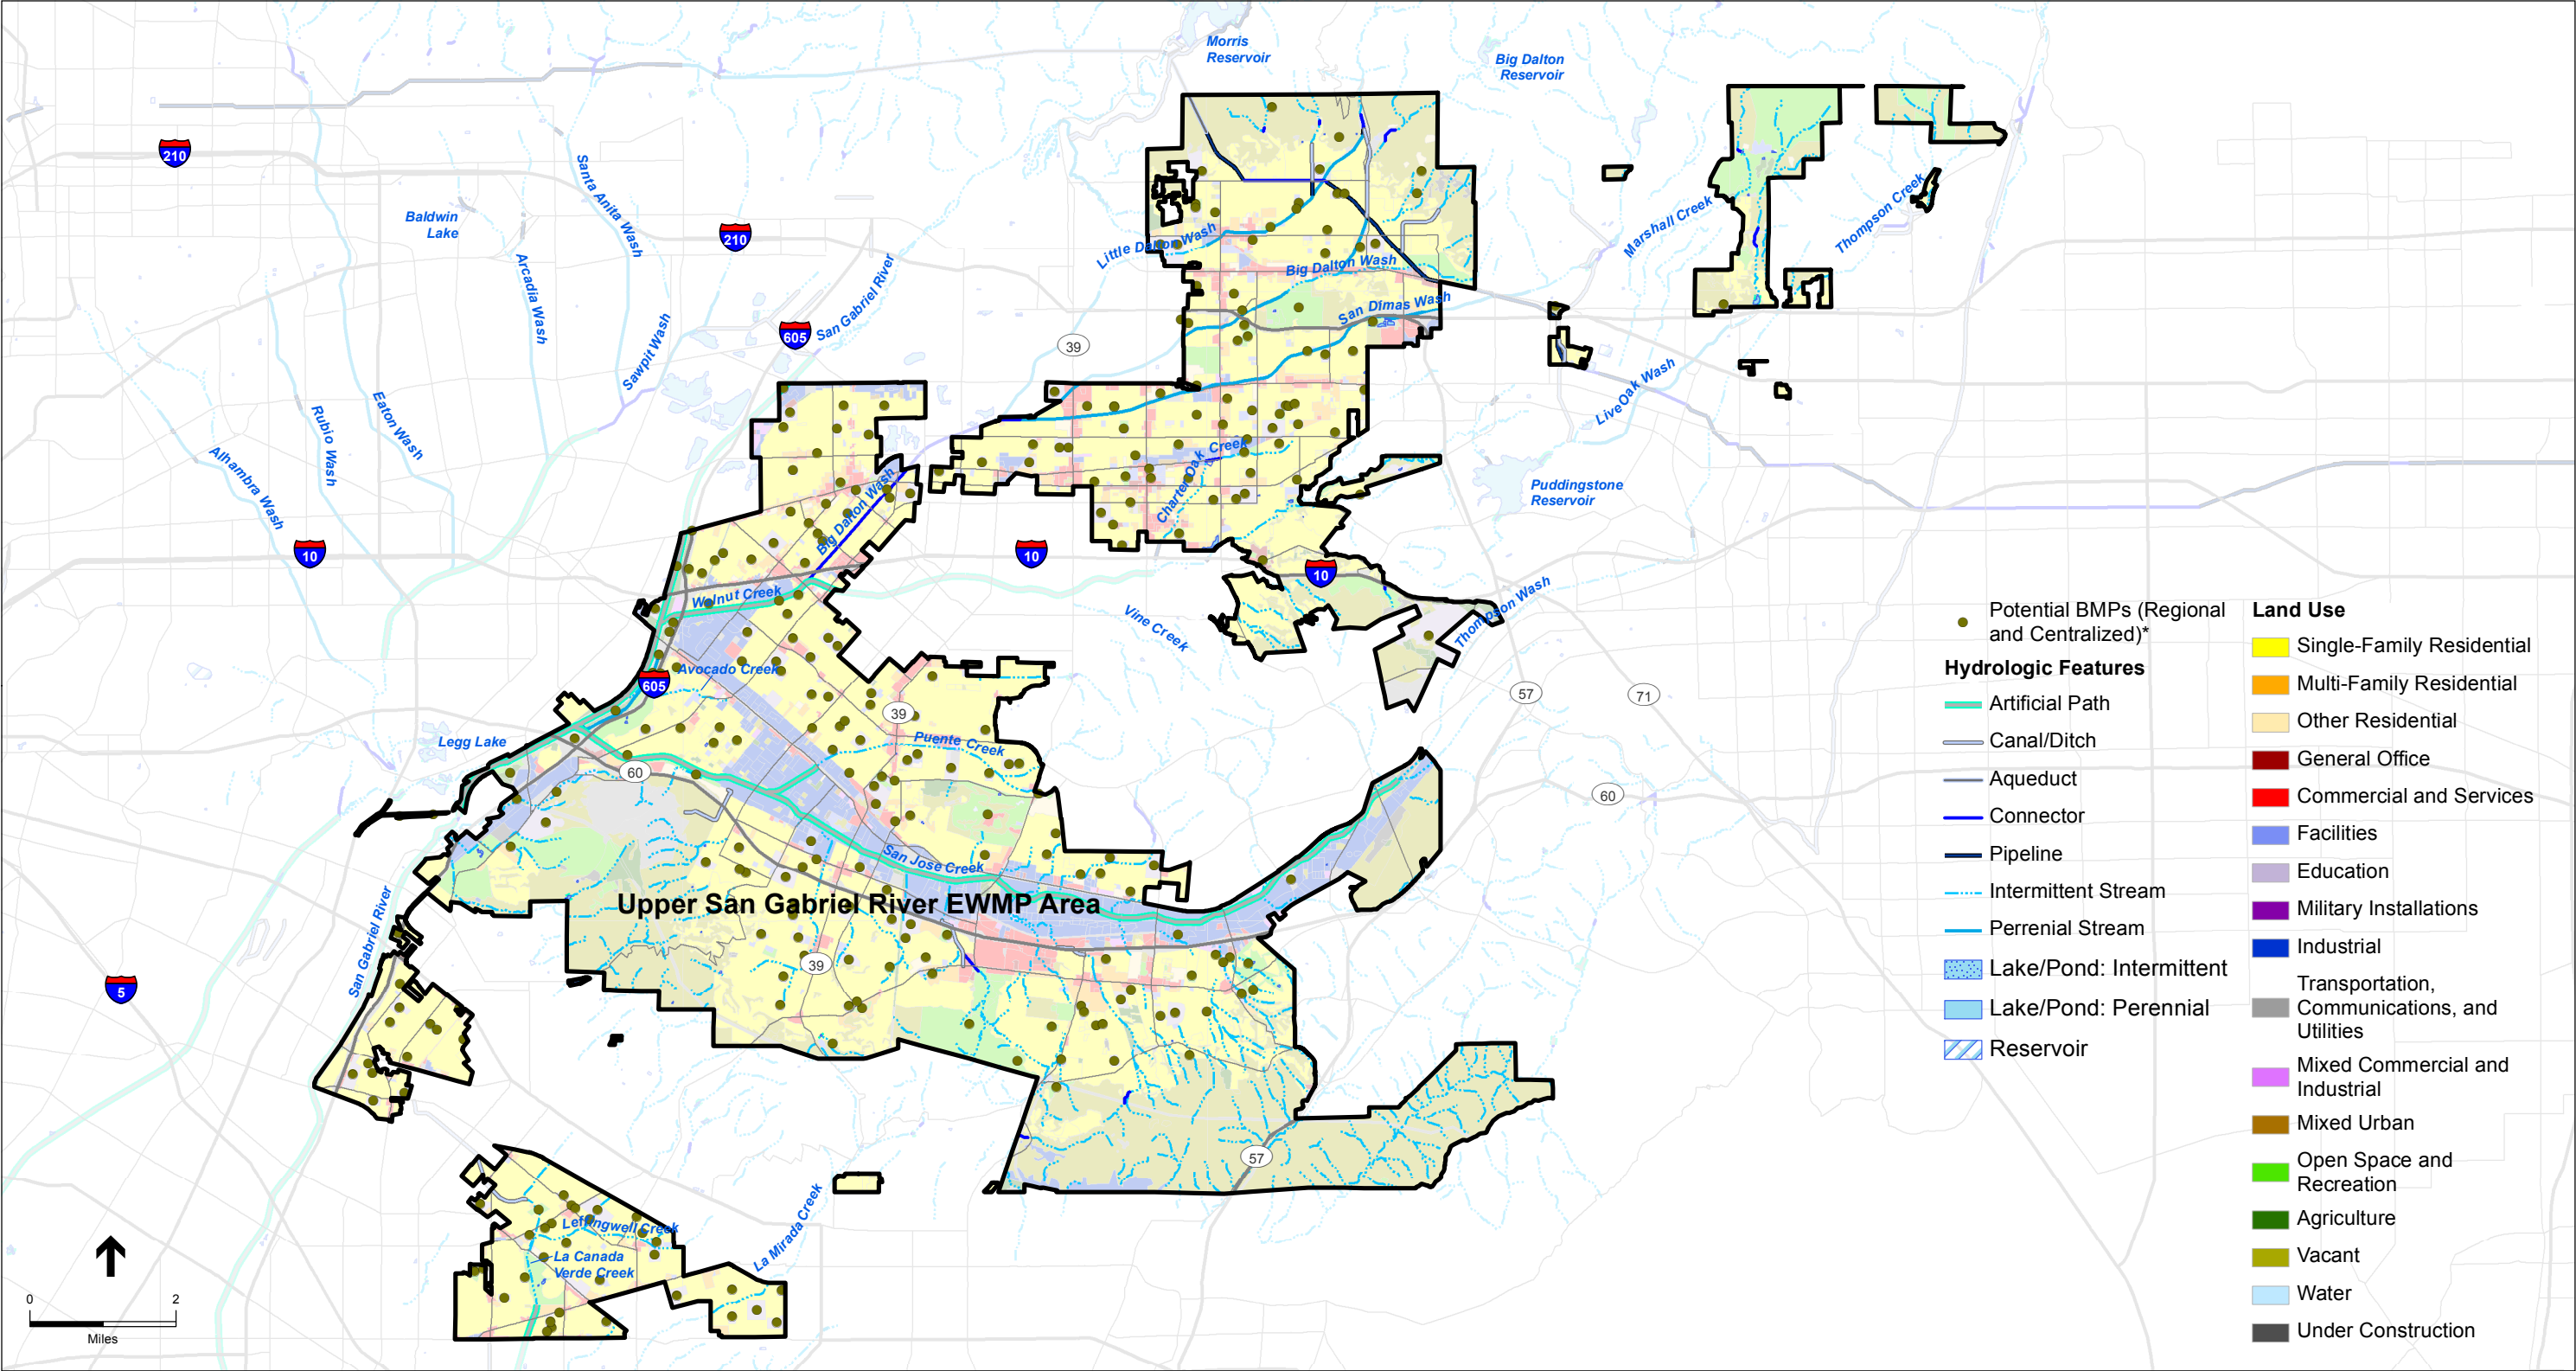 Morris
Reservoir
Big Dalton
Reservoir
210
Santa Anita Wash
Baldwin
Lake
210
Arcadia Wash
San Gabriel River
605
Sawpit Wash
Little Dalton Wash
Big Dalton Wash
San Dimas Wash
39
Marshall Creek
Thompson Creek
Live Oak Wash
Rubio Wash
Eaton Wash
Alhambra Wash
10
Big Dalton Wash
Charter Oak Creek
Puddingstone
Reservoir
10
10
Walnut Creek
Vine Creek
Thompson Wash
Avocado Creek
605
39
57
71
Legg Lake
Puente Creek
60
60
San Jose Creek
Upper San Gabriel River EWMP Area
San Gabriel River
39
5
57
Leffingwell Creek
La Canada
Verde Creek
La Mirada Creek
0
2
Miles
Potential BMPs (Regional
and Centralized)*
Hydrologic Features
Artificial Path
Canal/Ditch
Aqueduct
Connector
Pipeline
Intermittent Stream
Perrenial Stream
Lake/Pond: Intermittent
Lake/Pond: Perennial
Reservoir
Land Use
Single-Family Residential
Multi-Family Residential
Other Residential
General Office
Commercial and Services
Facilities
Education
Military Installations
Industrial
Transportation,
Communications, and
Utilities
Mixed Commercial and
Industrial
Mixed Urban
Open Space and
Recreation
Agriculture
Vacant
Water
Under Construction